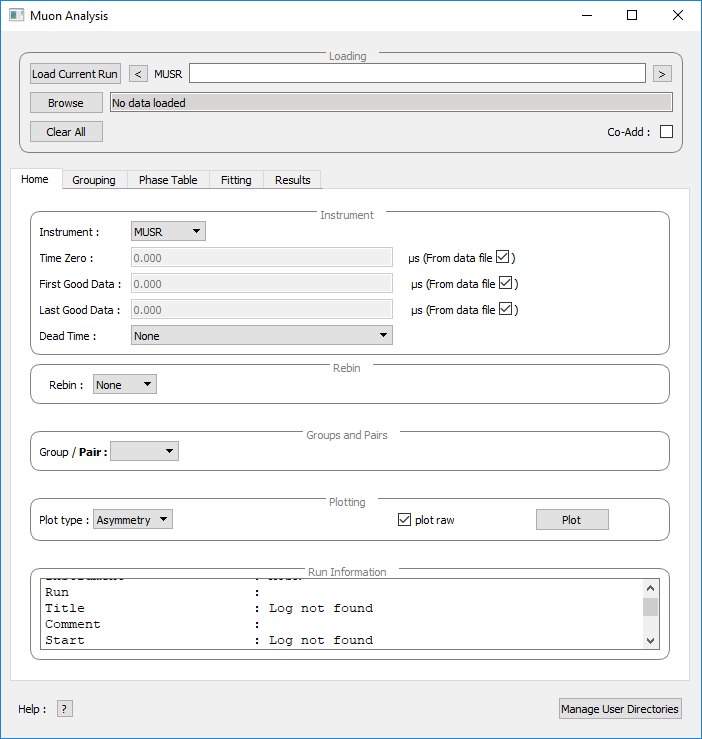 Muon Analysis
Loading
Load Current Run < MUSR >
Browse No data loaded
Clear All Co-Add :
Home Grouping Phase Table Fitting Results
Instrument
Instrument : MUSR
Time Zero : 0.000 µs (From data file )
First Good Data : 0.000 µs (From data file )
Last Good Data : 0.000 µs (From data file )
Dead Time : None
Rebin
Rebin : None
Groups and Pairs
Group / Pair :
Plotting
Plot type : Asymmetry plot raw Plot
Run Information
Run :
Title : Log not found
Comment :
Start : Log not found
Help : ? Manage User Directories